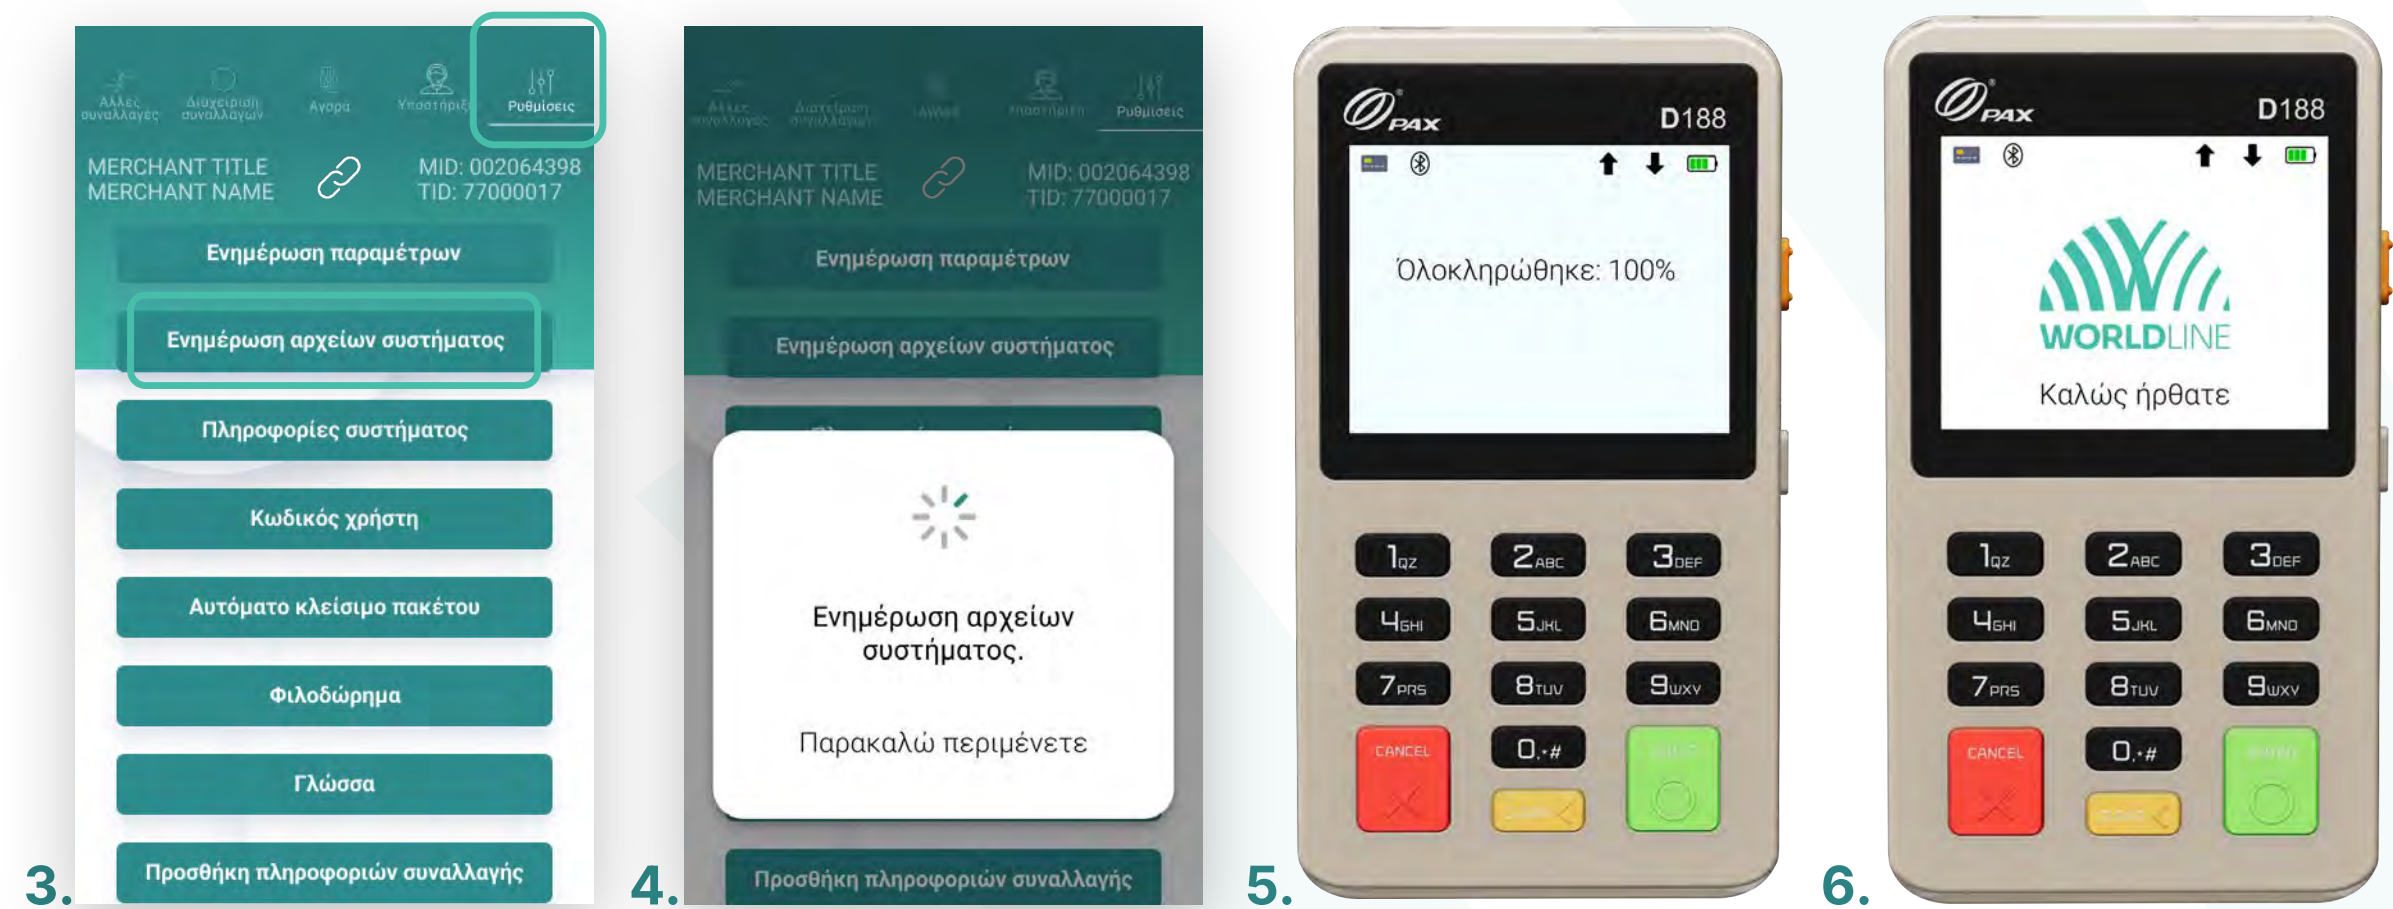 Άλλες
συναλλαγές
Διαχείριση
συναλλαγών
Αγορά
Υποστήριξη
Ρυθμίσεις
MERCHANT TITLE
MERCHANT NAME
MID: 002064398
TID: 77000017
Ενημέρωση παραμέτρων
Ενημέρωση αρχείων συστήματος
Πληροφορίες συστήματος
Κωδικός χρήστη
Αυτόματο κλείσιμο πακέτου
Φιλοδώρημα
Γλώσσα
Προσθήκη πληροφοριών συναλλαγής
3.
Ρυθμίσεις
MERCHANT TITLE
MERCHANT NAME
MID: 002064398
TID: 77000017
Ενημέρωση παραμέτρων
Ενημέρωση αρχείων συστήματος
Ενημέρωση αρχείων
συστήματος.
Παρακαλώ περιμένετε
Προσθήκη πληροφοριών συναλλαγής
4.
PAX D188
Όλοκληρώθηκε: 100%
1QZ 2ABC 3DEF
4GHI 5JKL 6MNO
7PRS 8TUV 9WXY
CANCEL 0,*#
5.
PAX D188
WORLDLINE
Καλώς ήρθατε
1QZ 2ABC 3DEF
4GHI 5JKL 6MNO
7PRS 8TUV 9WXY
CANCEL 0,*#
6.